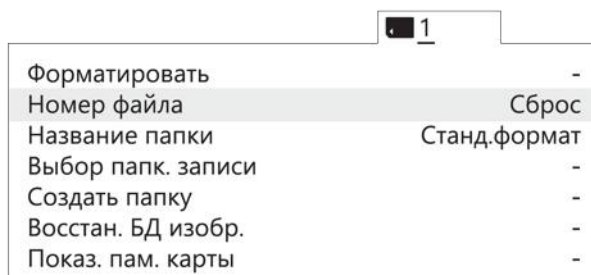 1
Форматировать -
Номер файла Сброс
Название папки Станд.формат
Выбор папк. записи -
Создать папку -
Восстан. БД изобр. -
Показ. пам. карты -